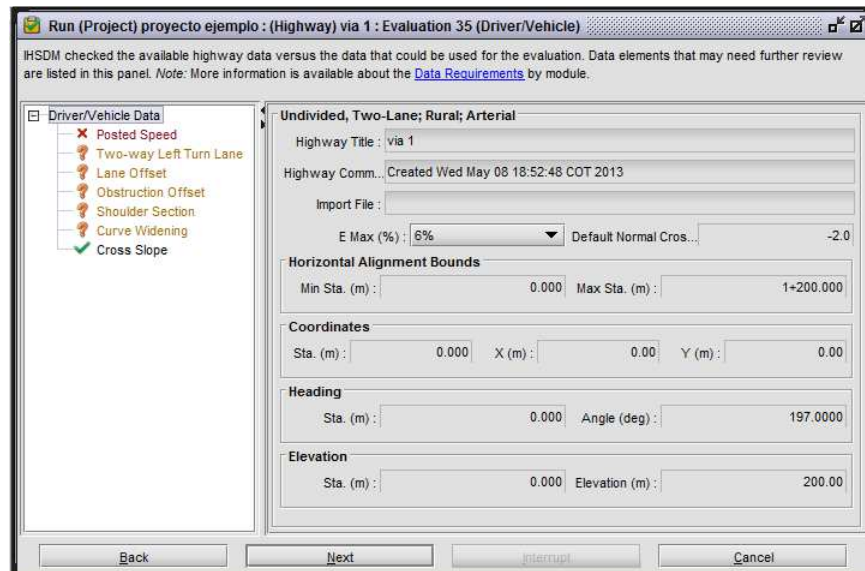 Run (Project) proyecto ejemplo : (Highway) via 1 : Evaluation 35 (Driver/Vehicle)
IHSDM checked the available highway data versus the data that could be used for the evaluation. Data elements that may need further review
are listed in this panel. Note: More information is available about the Data Requirements by module.
Driver/Vehicle Data
Posted Speed
Two-way Left Turn Lane
Lane Offset
Obstruction Offset
Shoulder Section
Curve Widening
Cross Slope
Undivided, Two-Lane; Rural; Arterial
Highway Title : via 1
Highway Comm... Created Wed May 08 18:52:48 COT 2013
Import File :
E Max (%) : 6% Default Normal Cros... -2.0
Horizontal Alignment Bounds
Min Sta. (m) : 0.000 Max Sta. (m) : 1+200.000
Coordinates
Sta. (m) : 0.000 X (m) : 0.00 Y (m) : 0.00
Heading
Sta. (m) : 0.000 Angle (deg) : 197.0000
Elevation
Sta. (m) : 0.000 Elevation (m) : 200.00
Back Next Interrupt Cancel